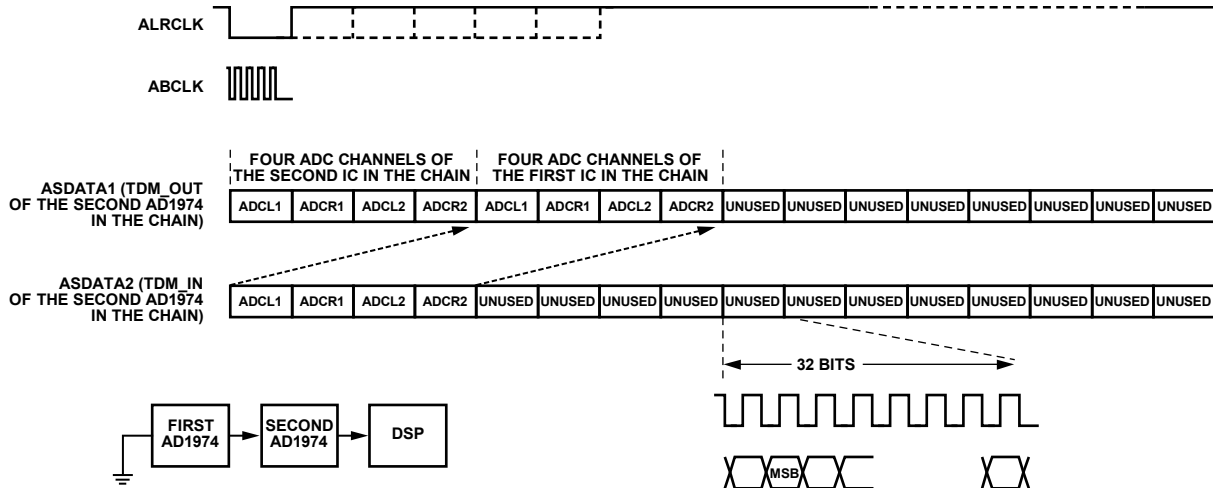 ALRCLK
ABCLK
FOUR ADC CHANNELS OF
THE SECOND IC IN THE CHAIN
FOUR ADC CHANNELS OF
THE FIRST IC IN THE CHAIN
ASDATA1 (TDM_OUT
OF THE SECOND AD1974
IN THE CHAIN)
ADCL1 ADCR1 ADCL2 ADCR2 ADCL1 ADCR1 ADCL2 ADCR2 UNUSED UNUSED UNUSED UNUSED UNUSED UNUSED UNUSED UNUSED
ASDATA2 (TDM_IN
OF THE SECOND AD1974
IN THE CHAIN)
ADCL1 ADCR1 ADCL2 ADCR2 UNUSED UNUSED UNUSED UNUSED UNUSED UNUSED UNUSED UNUSED UNUSED UNUSED UNUSED UNUSED
32 BITS
FIRST
AD1974
SECOND
AD1974
DSP
MSB